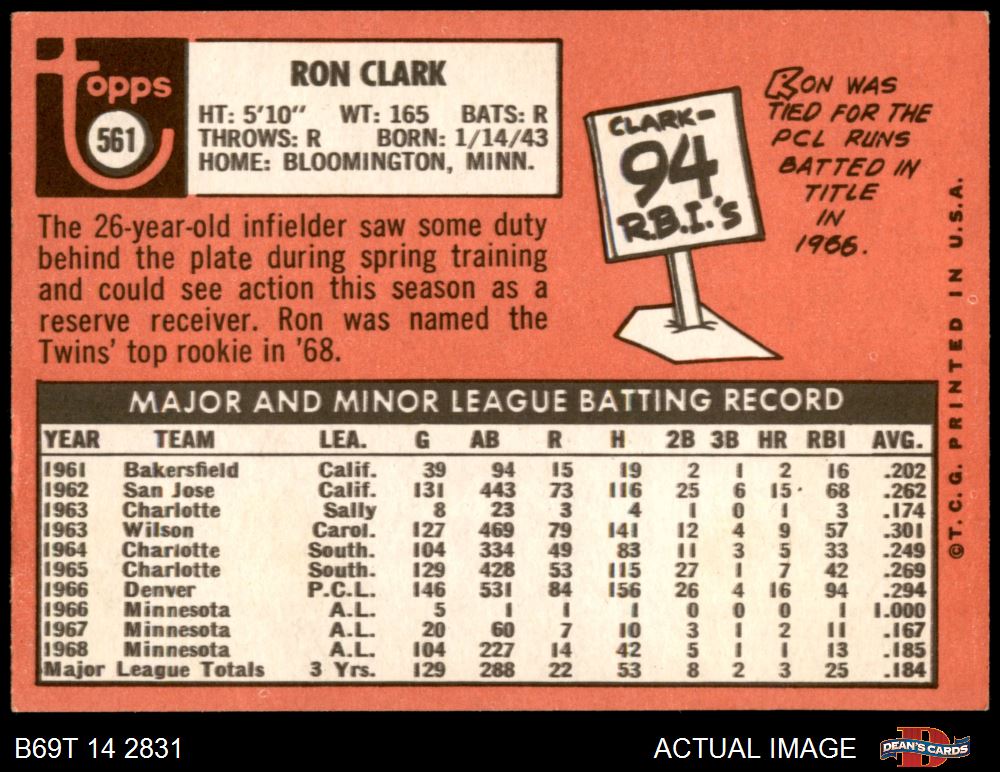 topps
561
RON CLARK
HT: 5'10" WT: 165 BATS: R
THROWS: R BORN: 1/14/43
HOME: BLOOMINGTON, MINN.
The 26-year-old infielder saw some duty
behind the plate during spring training
and could see action this season as a
reserve receiver. Ron was named the
Twins' top rookie in '68.
CLARK-
94
R.B.I.'s
RON WAS
TIED FOR THE
PCL RUNS
BATTED IN
TITLE
IN
1966.
MAJOR AND MINOR LEAGUE BATTING RECORD
YEAR TEAM LEA. G AB R H 2B 3B HR RBI AVG.
1961 Bakersfield Calif. 39 94 15 19 2 1 2 16 .202
1962 San Jose Calif. 131 443 73 116 25 6 15 68 .262
1963 Charlotte Sally 8 23 3 4 1 0 1 3 .174
1963 Wilson Carol. 127 469 79 141 12 4 9 57 .301
1964 Charlotte South. 104 334 49 83 11 3 5 33 .249
1965 Charlotte South. 129 428 53 115 27 1 7 42 .269
1966 Denver P.C.L. 146 531 84 156 26 4 16 94 .294
1966 Minnesota A.L. 5 1 1 1 0 0 0 1 1.000
1967 Minnesota A.L. 20 60 7 10 3 1 2 11 .167
1968 Minnesota A.L. 104 227 14 42 5 1 1 13 .185
Major League Totals 3 Yrs. 129 288 22 53 8 2 3 25 .184
©T.C.G. PRINTED IN U.S.A.
B69T 14 2831
ACTUAL IMAGE
D
DEAN'S CARDS